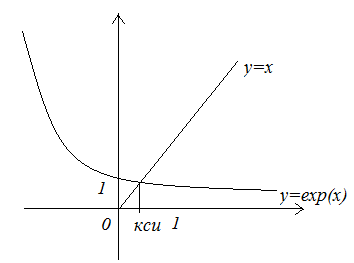 y=x
1
y=exp(x)
0 кси 1